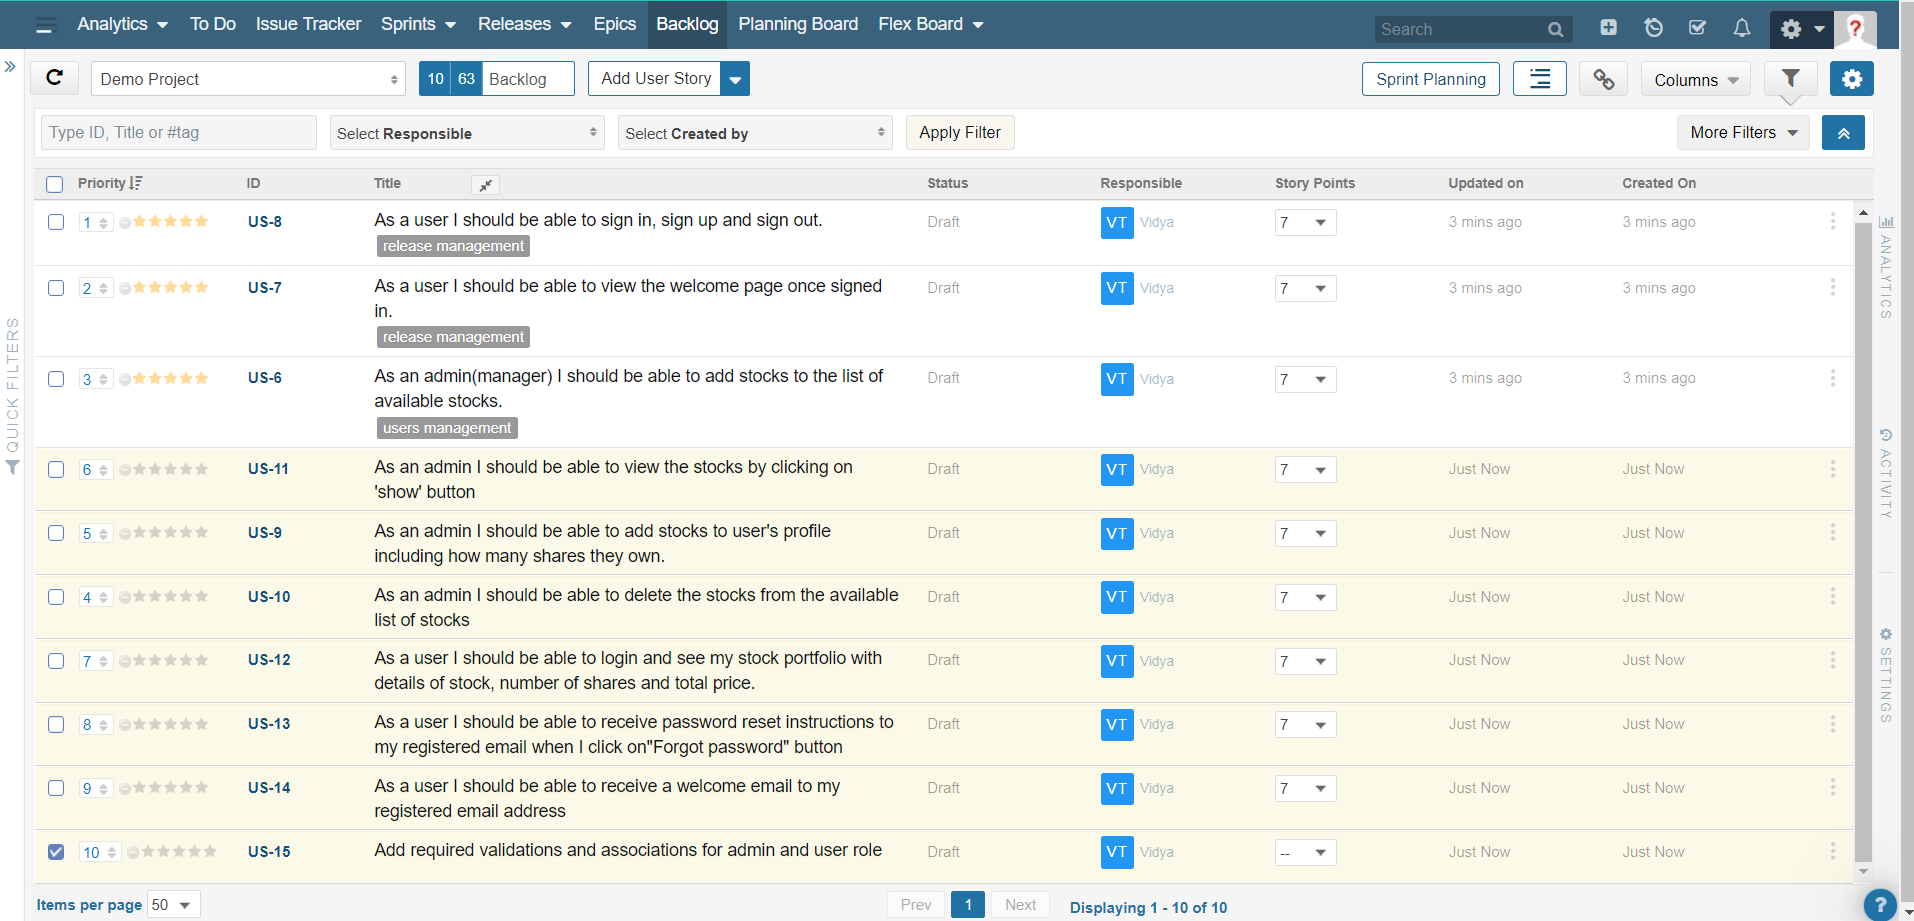 Analytics To Do Issue Tracker Sprints Releases Epics Backlog Planning Board Flex Board Search ?
Demo Project 10 63 Backlog Add User Story Sprint Planning Columns
Type ID, Title or #tag Select Responsible Select Created by Apply Filter More Filters
Priority ID Title Status Responsible Story Points Updated on Created On
1 US-8 As a user I should be able to sign in, sign up and sign out. Draft VT Vidya 7 3 mins ago 3 mins ago
release management
2 US-7 As a user I should be able to view the welcome page once signed Draft VT Vidya 7 3 mins ago 3 mins ago
in.
release management
3 US-6 As an admin(manager) I should be able to add stocks to the list of Draft VT Vidya 7 3 mins ago 3 mins ago
available stocks.
users management
6 US-11 As an admin I should be able to view the stocks by clicking on Draft VT Vidya 7 Just Now Just Now
'show' button
5 US-9 As an admin I should be able to add stocks to user's profile Draft VT Vidya 7 Just Now Just Now
including how many shares they own.
4 US-10 As an admin I should be able to delete the stocks from the available Draft VT Vidya 7 Just Now Just Now
list of stocks
7 US-12 As a user I should be able to login and see my stock portfolio with Draft VT Vidya 7 Just Now Just Now
details of stock, number of shares and total price.
8 US-13 As a user I should be able to receive password reset instructions to Draft VT Vidya 7 Just Now Just Now
my registered email when I click on"Forgot password" button
9 US-14 As a user I should be able to receive a welcome email to my Draft VT Vidya 7 Just Now Just Now
registered email address
10 US-15 Add required validations and associations for admin and user role Draft VT Vidya -- Just Now Just Now
Items per page 50 Prev 1 Next Displaying 1 - 10 of 10 ?
QUICK FILTERS
ANALYTICS
ACTIVITY
SETTINGS